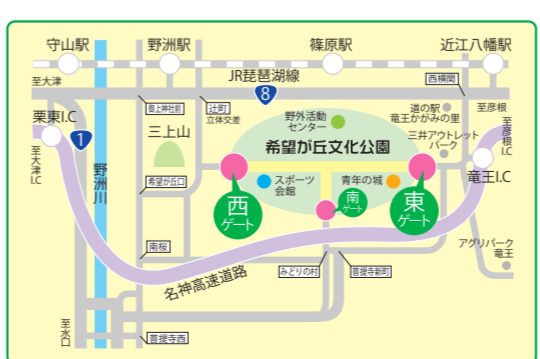 守山駅
野洲駅
篠原駅
近江八幡駅
JR琵琶湖線
至大津
8
西横関
御上神社前
辻町
立体交差
野外活動
センター
道の駅
竜王かがみの里
至彦根
栗東I.C
1
三上山
希望が丘文化公園
三井アウトレット
パーク
至彦根I.C
至大津I.C
野洲川
希望が丘口
スポーツ
会館
青年の城
竜王I.C
西
ゲート
南
ゲート
東
ゲート
南桜
みどりの村
菩提寺新町
アグリパーク
竜王
名神高速道路
至水口
菩提寺西